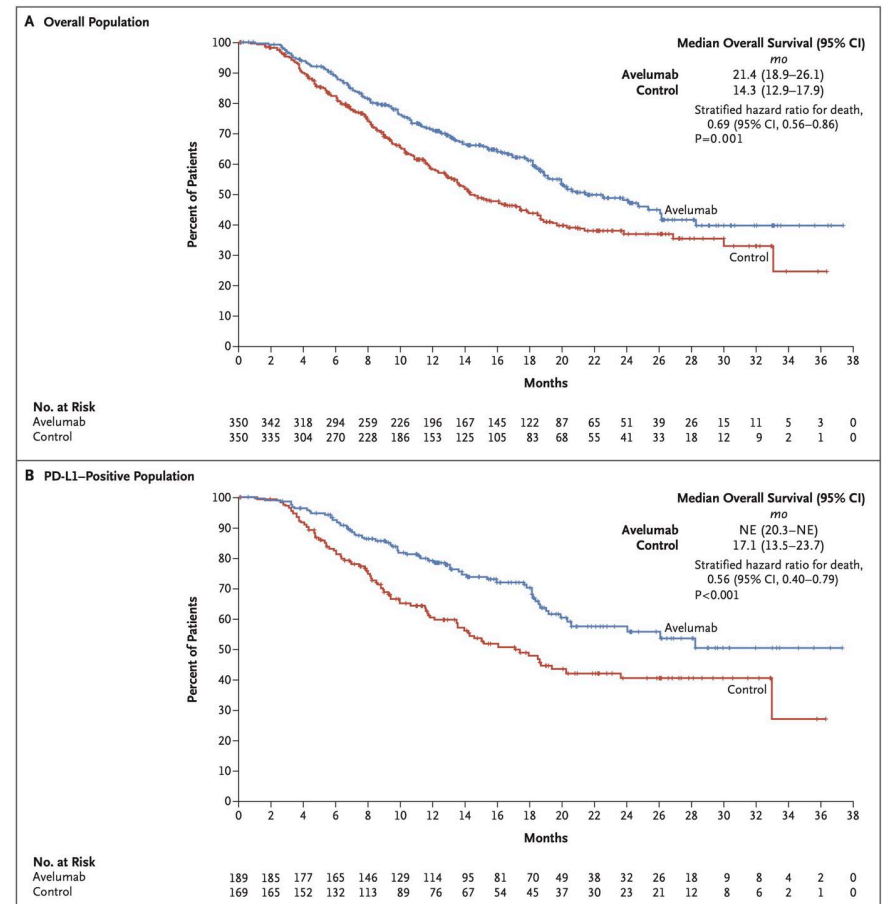 A Overall Population
Median Overall Survival (95% CI)
mo
Avelumab 21.4 (18.9–26.1)
Control 14.3 (12.9–17.9)
Stratified hazard ratio for death,
0.69 (95% CI, 0.56–0.86)
P=0.001
Percent of Patients
100
90
80
70
60
50
40
30
20
10
0
Avelumab
Control
0 2 4 6 8 10 12 14 16 18 20 22 24 26 28 30 32 34 36 38
Months
No. at Risk
Avelumab 350 342 318 294 259 226 196 167 145 122 87 65 51 39 26 15 11 5 3 0
Control 350 335 304 270 228 186 153 125 105 83 68 55 41 33 18 12 9 2 1 0
B PD-L1–Positive Population
Median Overall Survival (95% CI)
mo
Avelumab NE (20.3–NE)
Control 17.1 (13.5–23.7)
Stratified hazard ratio for death,
0.56 (95% CI, 0.40–0.79)
P<0.001
Percent of Patients
100
90
80
70
60
50
40
30
20
10
0
Avelumab
Control
0 2 4 6 8 10 12 14 16 18 20 22 24 26 28 30 32 34 36 38
Months
No. at Risk
Avelumab 189 185 177 165 146 129 114 95 81 70 49 38 32 26 18 9 8 4 2 0
Control 169 165 152 132 113 89 76 67 54 45 37 30 23 21 12 8 6 2 1 0